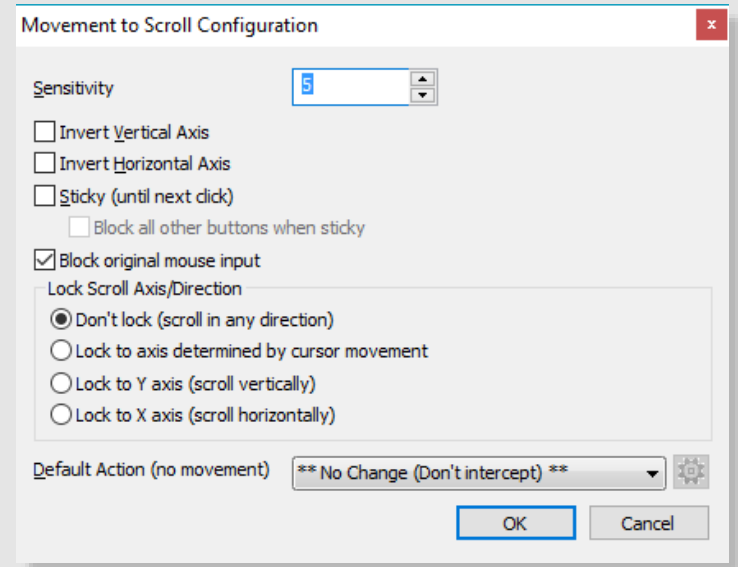 Movement to Scroll Configuration
x
Sensitivity 5
Invert Vertical Axis
Invert Horizontal Axis
Sticky (until next click)
Block all other buttons when sticky
Block original mouse input
Lock Scroll Axis/Direction
Don't lock (scroll in any direction)
Lock to axis determined by cursor movement
Lock to Y axis (scroll vertically)
Lock to X axis (scroll horizontally)
Default Action (no movement) ** No Change (Don't intercept) **
OK Cancel